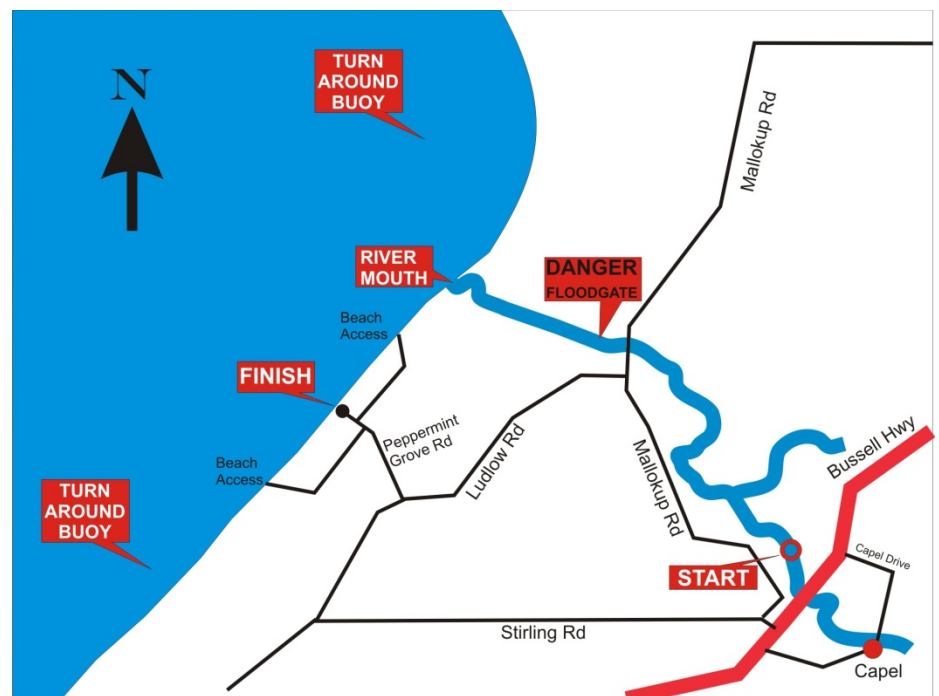 TURN
AROUND
BUOY
N
Mallokup Rd
RIVER
MOUTH
DANGER
FLOODGATE
Beach
Access
FINISH
Peppermint
Grove Rd
Ludlow Rd
Mallokup Rd
Bussell Hwy
Beach
Access
TURN
AROUND
BUOY
Capel Drive
START
Stirling Rd
Capel